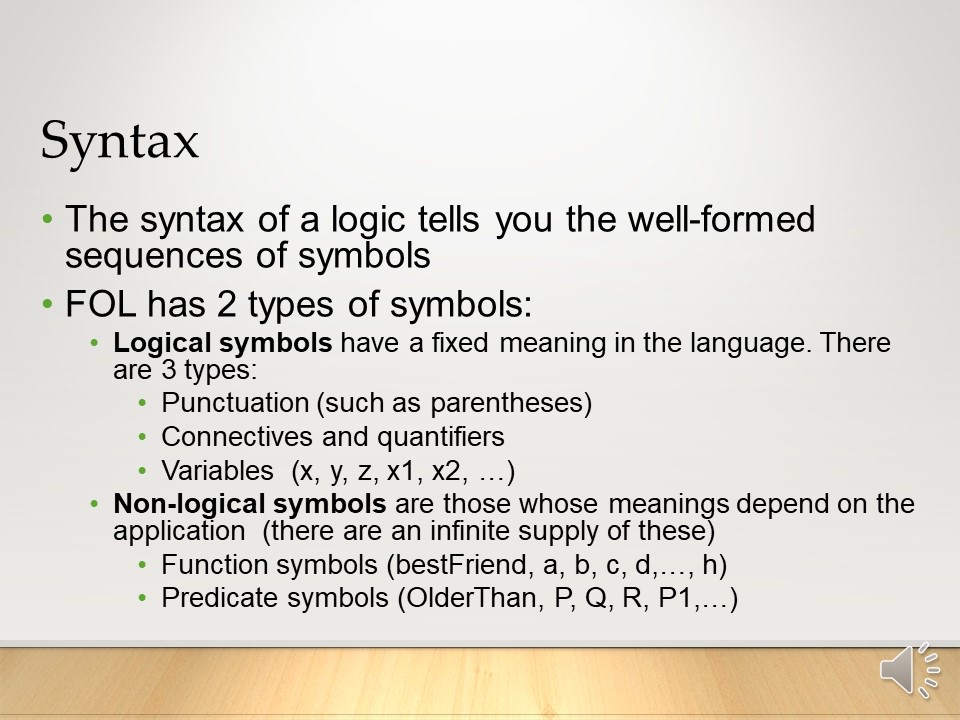 Syntax
• The syntax of a logic tells you the well-formed
sequences of symbols
• FOL has 2 types of symbols:
• Logical symbols have a fixed meaning in the language. There
are 3 types:
• Punctuation (such as parentheses)
• Connectives and quantifiers
• Variables  (x, y, z, x1, x2, …)
• Non-logical symbols are those whose meanings depend on the
application  (there are an infinite supply of these)
• Function symbols (bestFriend, a, b, c, d,…, h)
• Predicate symbols (OlderThan, P, Q, R, P1,…)